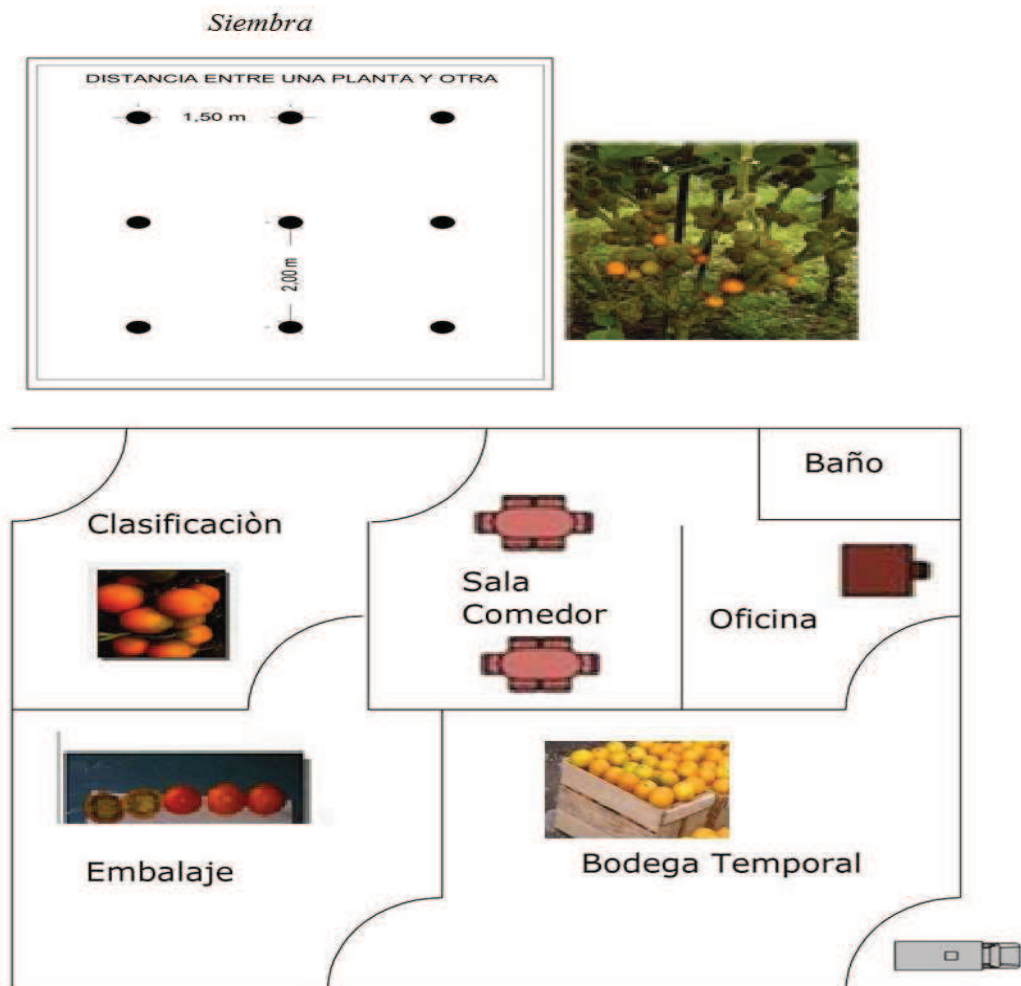 Siembra
DISTANCIA ENTRE UNA PLANTA Y OTRA
1,50 m
2,00 m
Baño
Clasificaciòn
Sala
Comedor
Oficina
Embalaje
Bodega Temporal